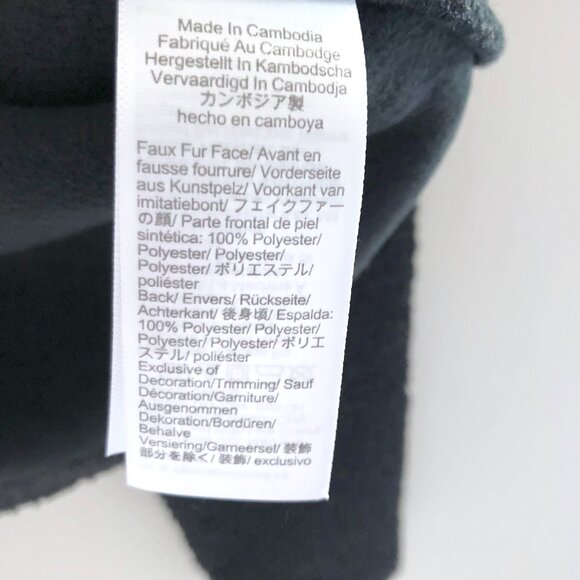 Made In Cambodia
Fabriqué Au Cambodge
Hergestellt In Kambodscha
Vervaardigd In Cambodja
カンボジア製
hecho en camboya
Faux Fur Face/ Avant en
fausse fourrure/ Vorderseite
aus Kunstpelz/ Voorkant van
imitatiebont/ フェイクファー
の顔/ Parte frontal de piel
sintética: 100% Polyester/
Polyester/ Polyester/
Polyester/ ポリエステル/
poliéster
Back/ Envers/ Rückseite/
Achterkant/ 後身頃/ Espalda:
100% Polyester/ Polyester/
Polyester/ Polyester/ ポリエ
ステル/ poliéster
Exclusive of
Decoration/Trimming/ Sauf
Décoration/Garniture/
Ausgenommen
Dekoration/Bordüren/
Behalve
Versiering/Garneersel/ 装飾
部分を除く/ 装飾/ exclusivo